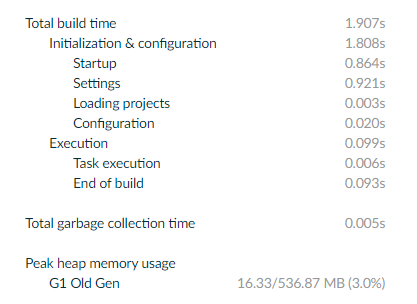 Total build time 1.907s
Initialization & configuration 1.808s
Startup 0.864s
Settings 0.921s
Loading projects 0.003s
Configuration 0.020s
Execution 0.099s
Task execution 0.006s
End of build 0.093s
Total garbage collection time 0.005s
Peak heap memory usage
G1 Old Gen 16.33/536.87 MB (3.0%)